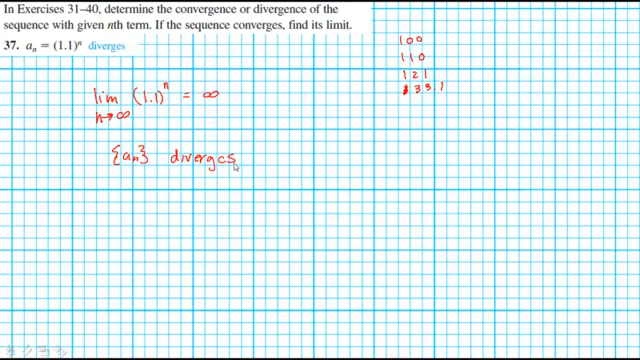 In Exercises 31–40, determine the convergence or divergence of the
sequence with given nth term. If the sequence converges, find its limit.
37. aₙ = (1.1)ⁿ diverges
lim (1.1)ⁿ = ∞
n→∞
{aₙ} diverges
100
110
121
133.1